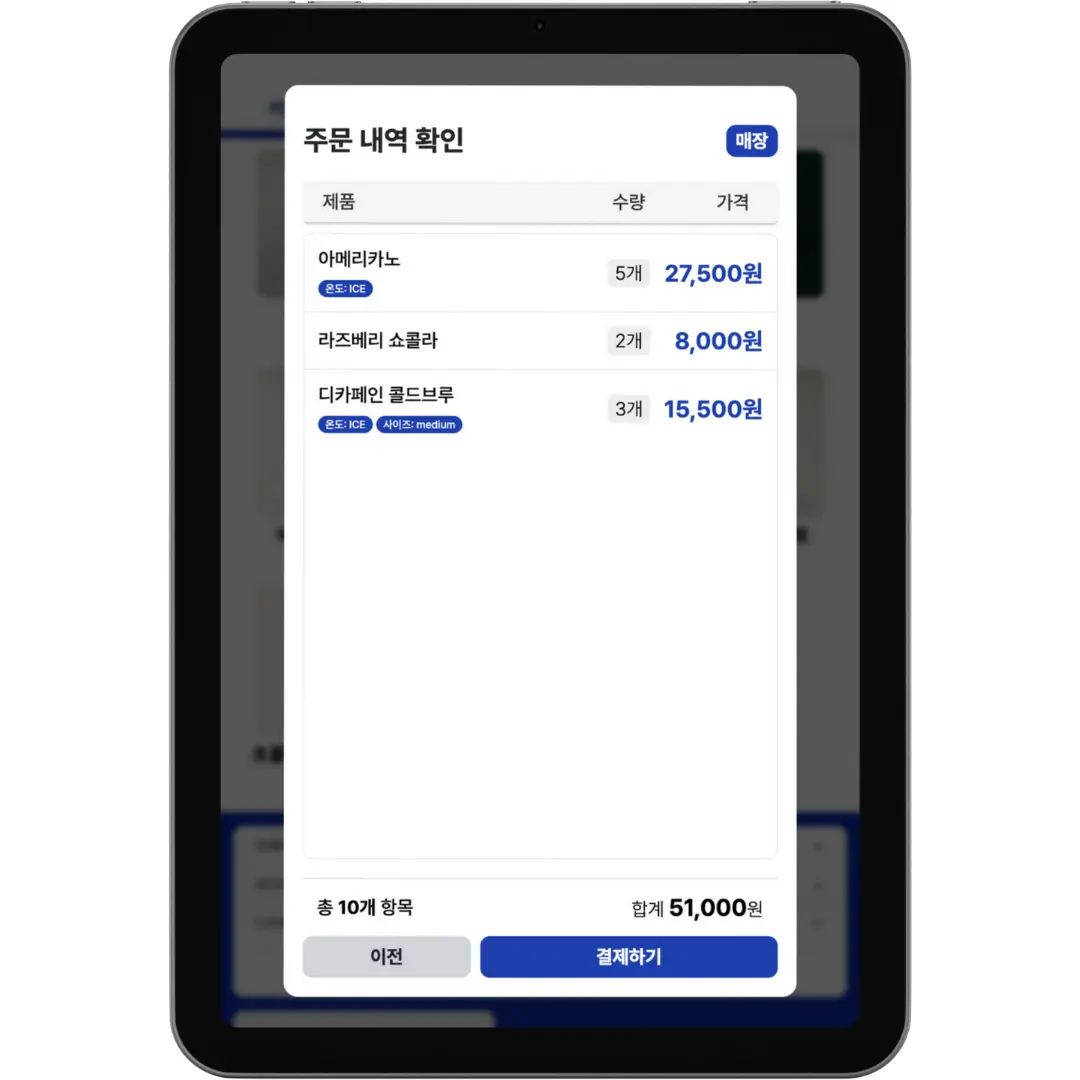 주문 내역 확인 매장
제품 수량 가격
아메리카노 5개 27,500원
온도: ICE
라즈베리 쇼콜라 2개 8,000원
디카페인 콜드브루 3개 15,500원
온도: ICE 사이즈: medium
총 10개 항목 합계 51,000원
이전 결제하기